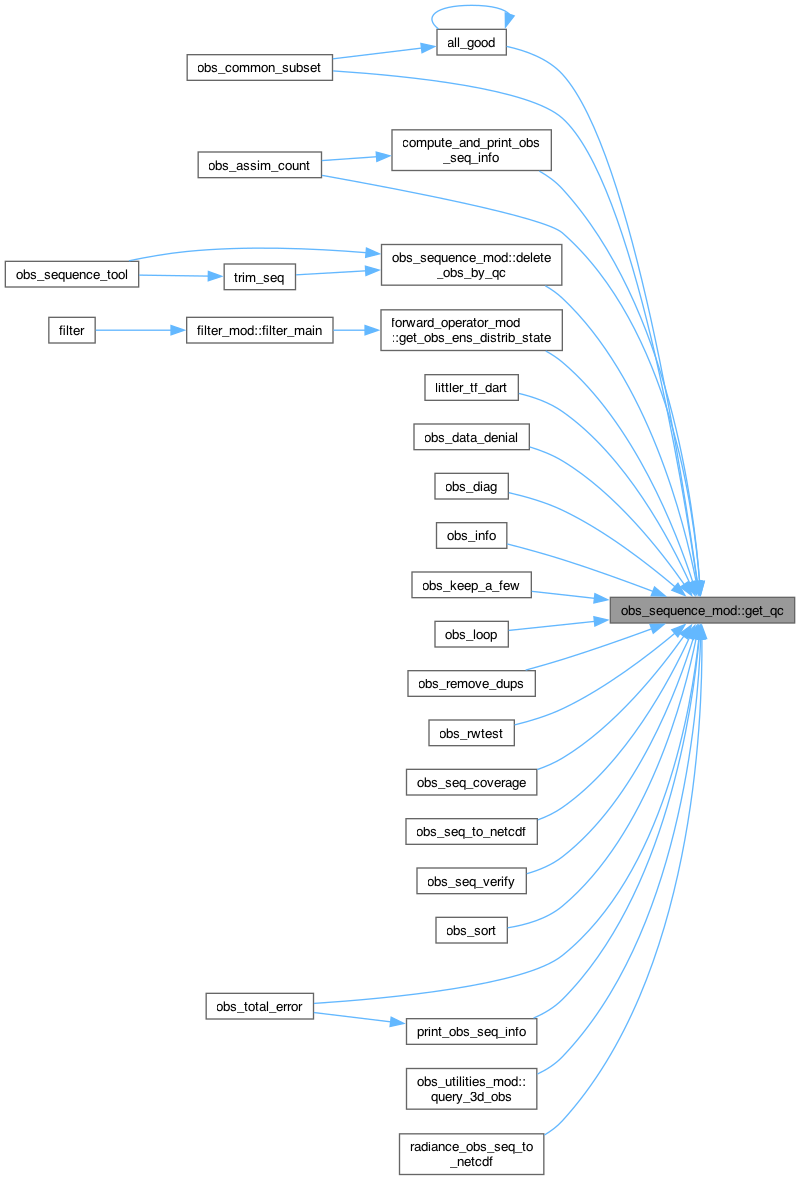 all_good
obs_common_subset
compute_and_print_obs
_seq_info
obs_assim_count
obs_sequence_mod::delete
_obs_by_qc
obs_sequence_tool
trim_seq
forward_operator_mod
::get_obs_ens_distrib_state
filter
filter_mod::filter_main
littler_tf_dart
obs_data_denial
obs_diag
obs_info
obs_keep_a_few
obs_sequence_mod::get_qc
obs_loop
obs_remove_dups
obs_rwtest
obs_seq_coverage
obs_seq_to_netcdf
obs_seq_verify
obs_sort
obs_total_error
print_obs_seq_info
obs_utilities_mod::
query_3d_obs
radiance_obs_seq_to
_netcdf